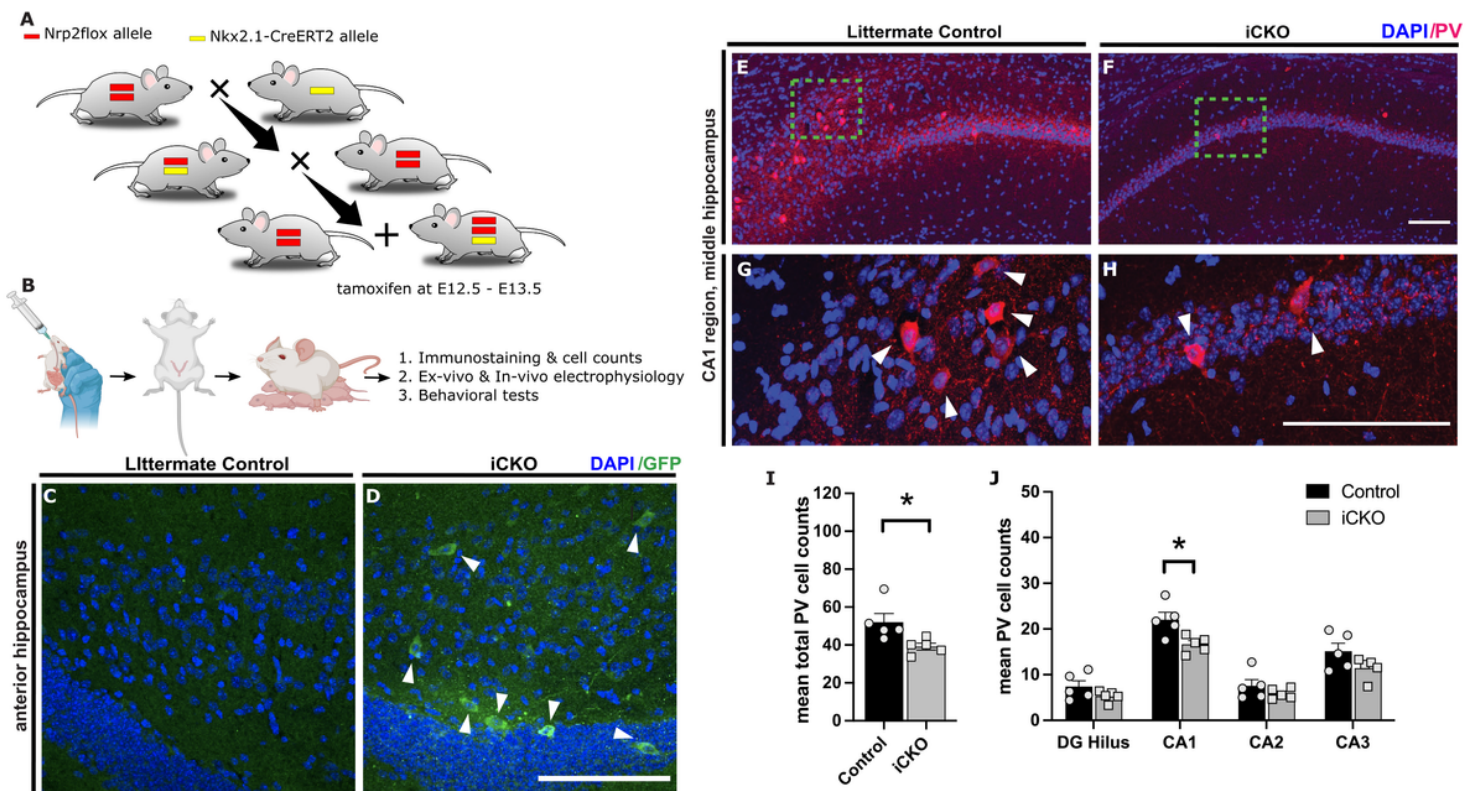 A
Nrp2flox allele
Nkx2.1-CreERT2 allele
tamoxifen at E12.5 - E13.5
B
1. Immunostaining & cell counts
2. Ex-vivo & In-vivo electrophysiology
3. Behavioral tests
LIttermate Control
iCKO
DAPI/GFP
anterior hippocampus
C
D
Littermate Control
iCKO
DAPI/PV
CA1 region, middle hippocampus
E
F
G
H
I
mean total PV cell counts
120
100
80
60
40
20
0
*
Control
iCKO
J
mean PV cell counts
50
40
30
20
10
0
*
Control
iCKO
DG Hilus
CA1
CA2
CA3